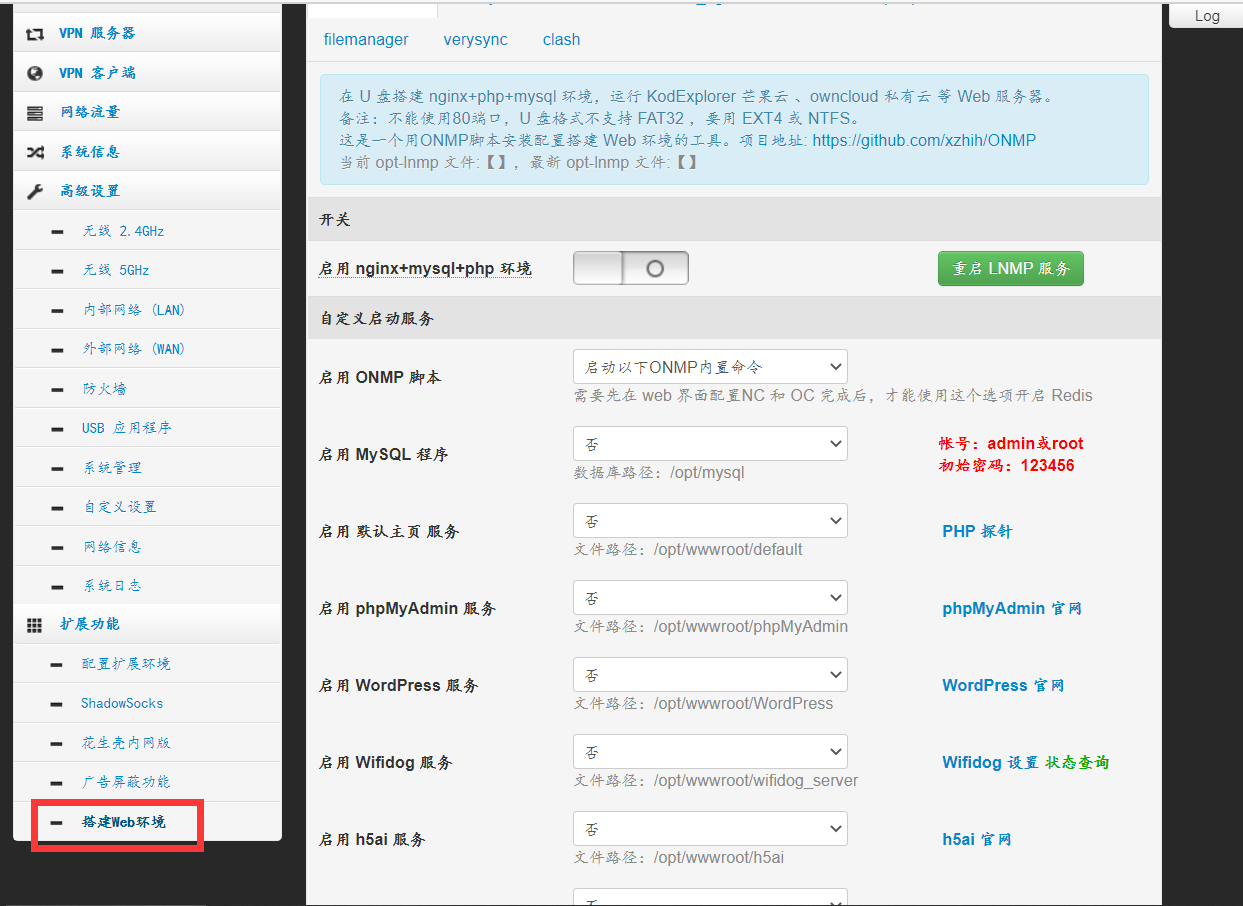 Log
VPN 服务器
VPN 客户端
网络流量
系统信息
高级设置
无线 2.4GHz
无线 5GHz
内部网络 (LAN)
外部网络 (WAN)
防火墙
USB 应用程序
系统管理
自定义设置
网络信息
系统日志
扩展功能
配置扩展环境
ShadowSocks
花生壳内网版
广告屏蔽功能
搭建Web环境
filemanager verysync clash
在 U 盘搭建 nginx+php+mysql 环境，运行 KodExplorer 芒果云 、owncloud 私有云 等 Web 服务器。
备注：不能使用80端口，U 盘格式不支持 FAT32 ，要用 EXT4 或 NTFS。
这是一个用ONMP脚本安装配置搭建 Web 环境的工具。项目地址: https://github.com/xzhih/ONMP
当前 opt-lnmp 文件:【】，最新 opt-lnmp 文件:【】
开关
启用 nginx+mysql+php 环境
重启 LNMP 服务
自定义启动服务
启用 ONMP 脚本
启动以下ONMP内置命令
需要先在 web 界面配置NC 和 OC 完成后，才能使用这个选项开启 Redis
启用 MySQL 程序
否
数据库路径：/opt/mysql
帐号：admin或root
初始密码：123456
启用 默认主页 服务
否
文件路径：/opt/wwwroot/default
PHP 探针
启用 phpMyAdmin 服务
否
文件路径：/opt/wwwroot/phpMyAdmin
phpMyAdmin 官网
启用 WordPress 服务
否
文件路径：/opt/wwwroot/WordPress
WordPress 官网
启用 Wifidog 服务
否
文件路径：/opt/wwwroot/wifidog_server
Wifidog 设置 状态查询
启用 h5ai 服务
否
文件路径：/opt/wwwroot/h5ai
h5ai 官网